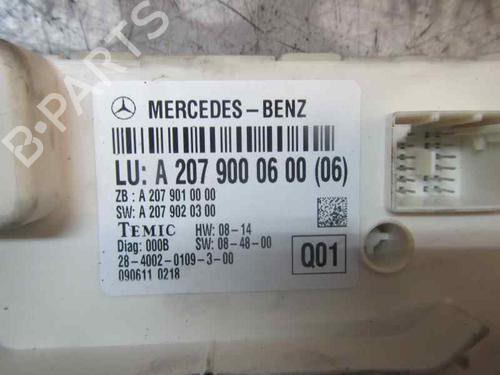 B-PARTS
MERCEDES-BENZ
LU: A 207 900 06 00 (06)
ZB : A 207 901 00 00
SW: A 207 902 03 00
TEMIC HW: 08-14
Diag: 000B SW: 08-48-00
28-4002-0109-3-00
090611 0218
Q01